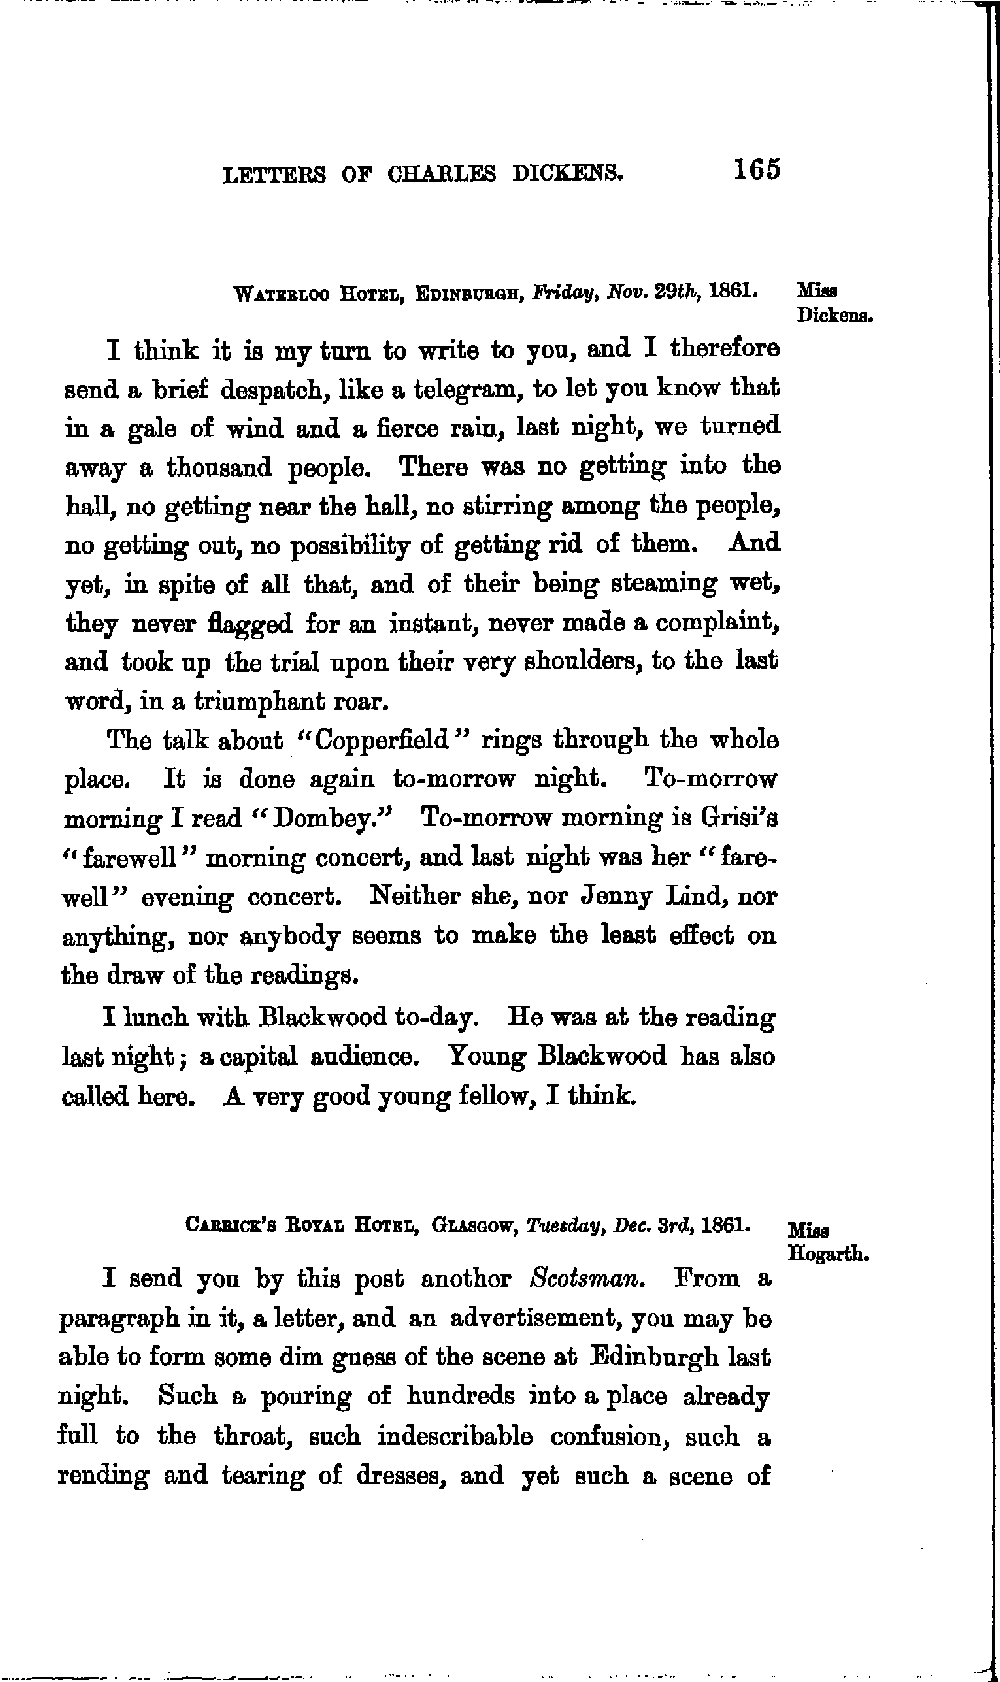 LETTERS OF CHARLES DICKENS. 165
WATERLOO HOTEL, EDINBURGH, Friday, Nov. 29th, 1861.
Miss
Dickens.
I think it is my turn to write to you, and I therefore
send a brief despatch, like a telegram, to let you know that
in a gale of wind and a fierce rain, last night, we turned
away a thousand people. There was no getting into the
hall, no getting near the hall, no stirring among the people,
no getting out, no possibility of getting rid of them. And
yet, in spite of all that, and of their being steaming wet,
they never flagged for an instant, never made a complaint,
and took up the trial upon their very shoulders, to the last
word, in a triumphant roar.
The talk about "Copperfield" rings through the whole
place. It is done again to-morrow night. To-morrow
morning I read "Dombey." To-morrow morning is Grisi's
"farewell" morning concert, and last night was her "fare-
well" evening concert. Neither she, nor Jenny Lind, nor
anything, nor anybody seems to make the least effect on
the draw of the readings.
I lunch with Blackwood to-day. He was at the reading
last night; a capital audience. Young Blackwood has also
called here. A very good young fellow, I think.
CARRICK'S ROYAL HOTEL, GLASGOW, Tuesday, Dec. 3rd, 1861.
Miss
Hogarth.
I send you by this post another Scotsman. From a
paragraph in it, a letter, and an advertisement, you may be
able to form some dim guess of the scene at Edinburgh last
night. Such a pouring of hundreds into a place already
full to the throat, such indescribable confusion, such a
rending and tearing of dresses, and yet such a scene of